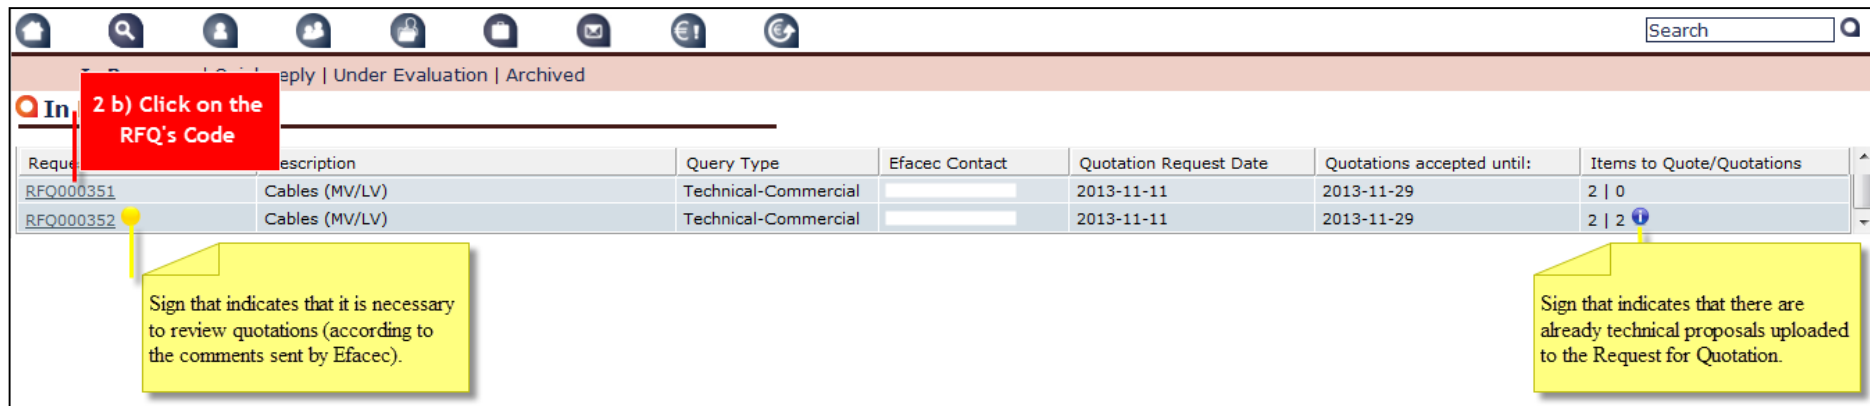 Search
eply | Under Evaluation | Archived
In
2 b) Click on the
RFQ's Code
Reque escription Query Type Efacec Contact Quotation Request Date Quotations accepted until: Items to Quote/Quotations
RFQ000351 Cables (MV/LV) Technical-Commercial 2013-11-11 2013-11-29 2 | 0
RFQ000352 Cables (MV/LV) Technical-Commercial 2013-11-11 2013-11-29 2 | 2
Sign that indicates that it is necessary
to review quotations (according to
the comments sent by Efacec).
Sign that indicates that there are
already technical proposals uploaded
to the Request for Quotation.